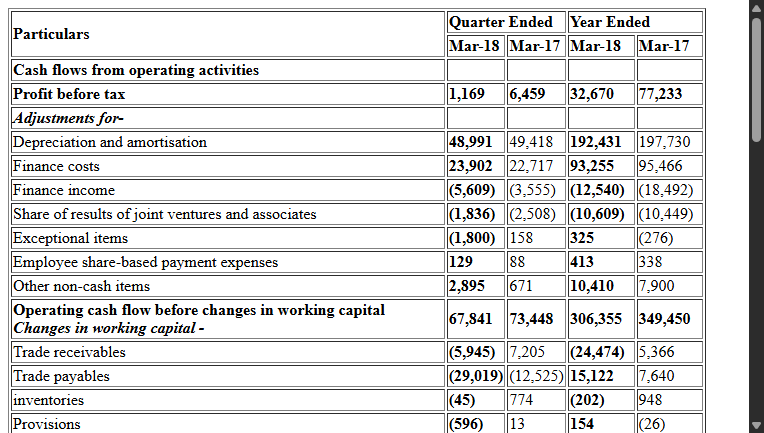 Particulars Quarter Ended Year Ended
Mar-18 Mar-17 Mar-18 Mar-17
Cash flows from operating activities
Profit before tax 1,169 6,459 32,670 77,233
Adjustments for-
Depreciation and amortisation 48,991 49,418 192,431 197,730
Finance costs 23,902 22,717 93,255 95,466
Finance income (5,609) (3,555) (12,540) (18,492)
Share of results of joint ventures and associates (1,836) (2,508) (10,609) (10,449)
Exceptional items (1,800) 158 325 (276)
Employee share-based payment expenses 129 88 413 338
Other non-cash items 2,895 671 10,410 7,900
Operating cash flow before changes in working capital 67,841 73,448 306,355 349,450
Changes in working capital -
Trade receivables (5,945) 7,205 (24,474) 5,366
Trade payables (29,019) (12,525) 15,122 7,640
inventories (45) 774 (202) 948
Provisions (596) 13 154 (26)